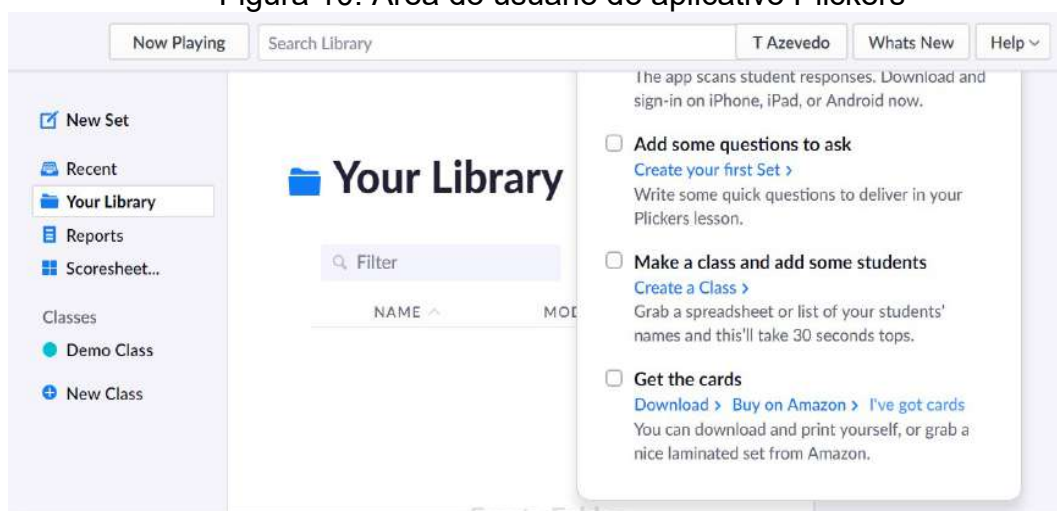 Figura 10: Área do usuário do aplicativo Plickers
Now Playing
Search Library
T Azevedo
Whats New
Help
New Set
Recent
Your Library
Reports
Scoresheet...
Classes
Demo Class
New Class
Your Library
Filter
NAME
MOD
The app scans student responses. Download and
sign-in on iPhone, iPad, or Android now.
Add some questions to ask
Create your first Set >
Write some quick questions to deliver in your
Plickers lesson.
Make a class and add some students
Create a Class >
Grab a spreadsheet or list of your students'
names and this'll take 30 seconds tops.
Get the cards
Download > Buy on Amazon > I've got cards
You can download and print yourself, or grab a
nice laminated set from Amazon.